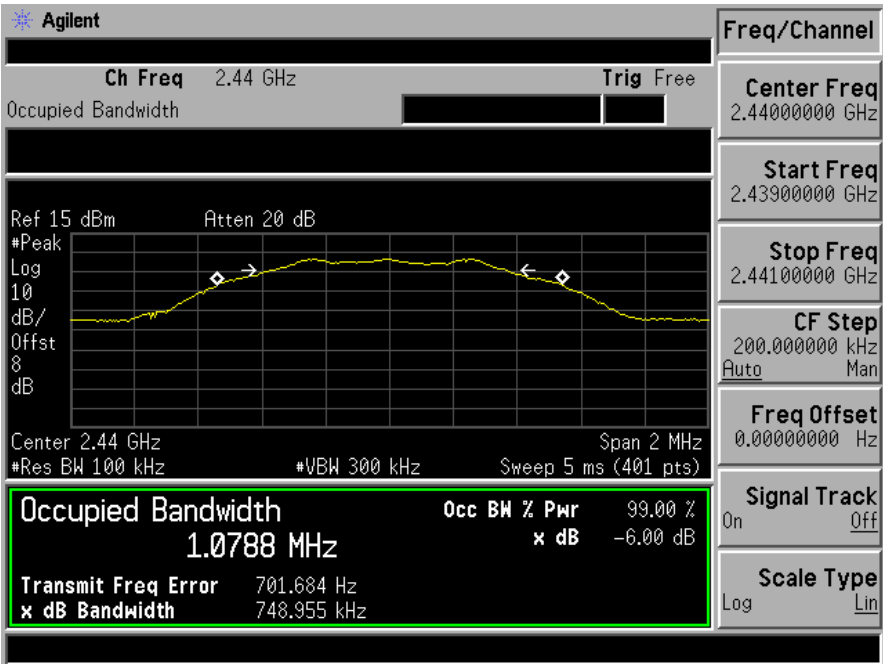 Agilent
Freq/Channel
Ch Freq 2.44 GHz Trig Free
Occupied Bandwidth
Center Freq
2.44000000 GHz
Start Freq
2.43900000 GHz
Stop Freq
2.44100000 GHz
CF Step
200.000000 kHz
Auto Man
Freq Offset
0.00000000 Hz
Signal Track
On Off
Scale Type
Log Lin
Ref 15 dBm Atten 20 dB
#Peak
Log
10
dB/
Offst
8
dB
Center 2.44 GHz Span 2 MHz
#Res BW 100 kHz #VBW 300 kHz Sweep 5 ms (401 pts)
Occupied Bandwidth Occ BW % Pwr 99.00 %
1.0788 MHz x dB -6.00 dB
Transmit Freq Error 701.684 Hz
x dB Bandwidth 748.955 kHz